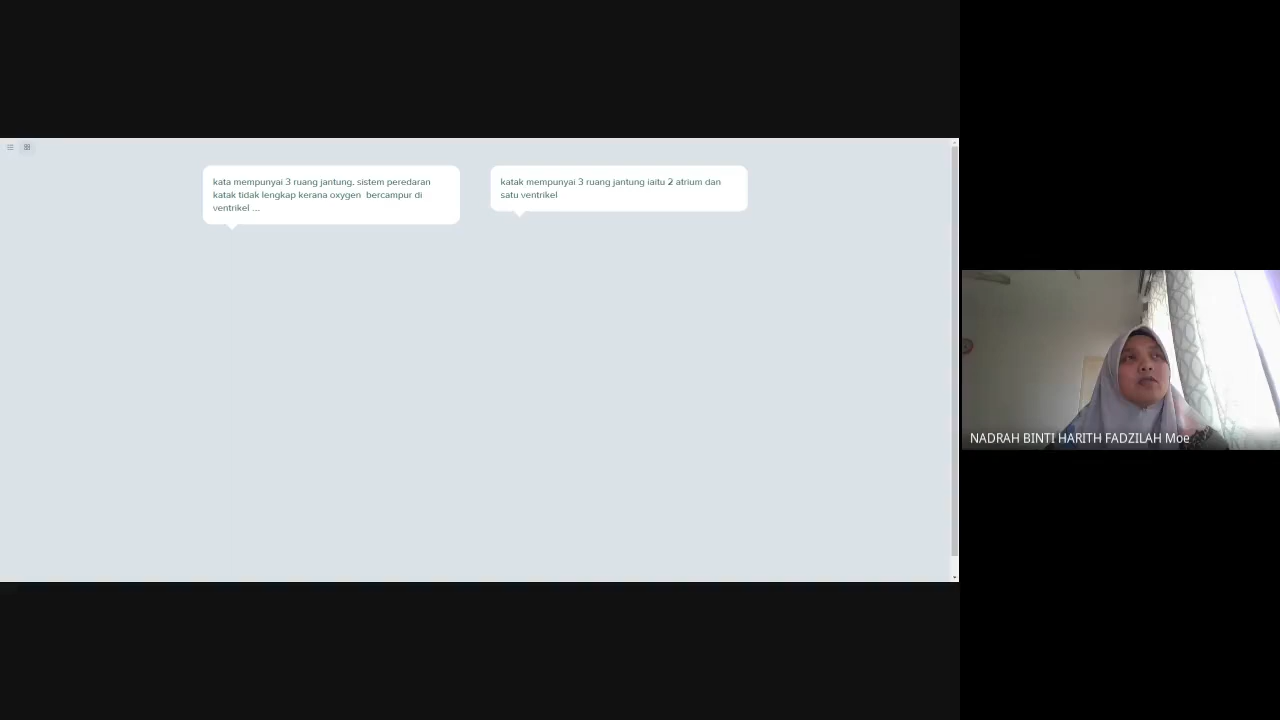 kata mempunyai 3 ruang jantung. sistem peredaran
katak tidak lengkap kerana oxygen  bercampur di
ventrikel ...
katak mempunyai 3 ruang jantung iaitu 2 atrium dan
satu ventrikel
NADRAH BINTI HARITH FADZILAH Moe